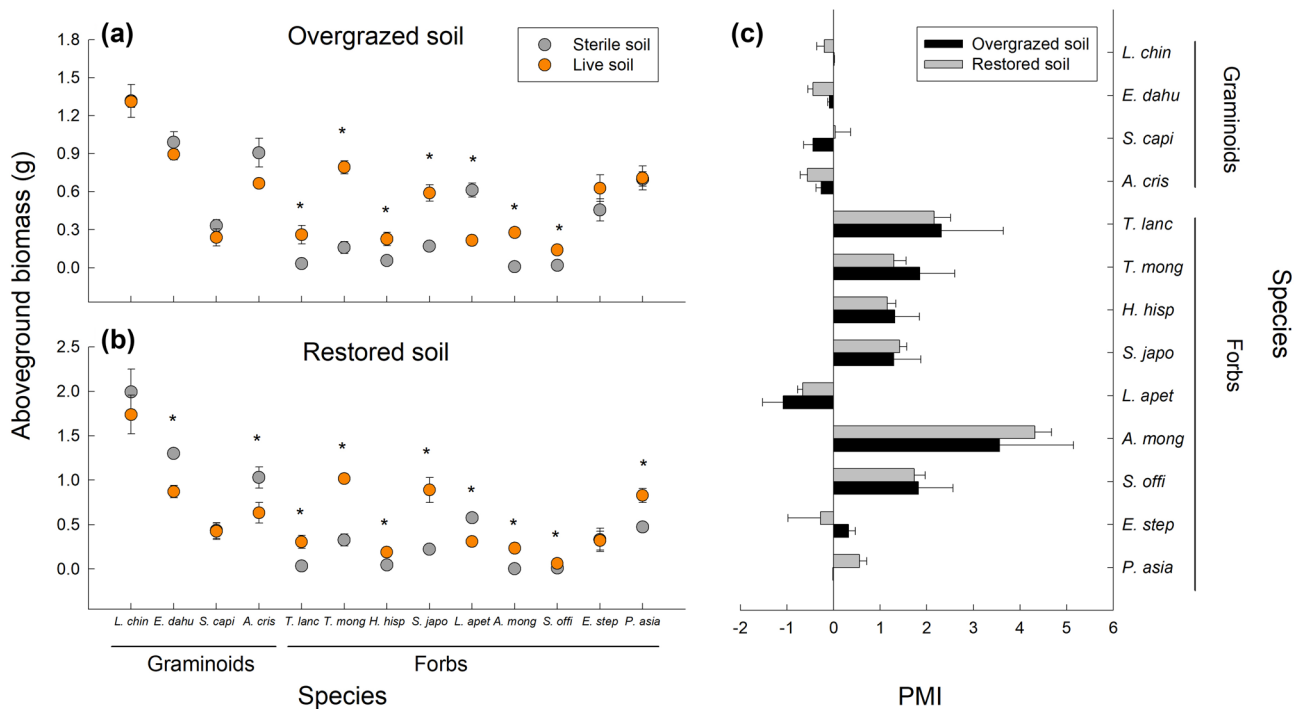 (a)
Overgrazed soil
Sterile soil
Live soil
1.8
1.5
1.2
0.9
0.6
0.3
0.0
* * * * * * *
Aboveground biomass (g)
(b)
Restored soil
2.5
2.0
1.5
1.0
0.5
0.0
* * * * * * * * * *
L. chin E. dahu S. capi A. cris T. lanc T. mong H. hisp S. japo L. apet A. mong S. offi E. step P. asia
Graminoids Forbs
Species
(c)
Overgrazed soil
Restored soil
L. chin
E. dahu
S. capi
A. cris
T. lanc
T. mong
H. hisp
S. japo
L. apet
A. mong
S. offi
E. step
P. asia
Graminoids
Forbs
Species
-2 -1 0 1 2 3 4 5 6
PMI